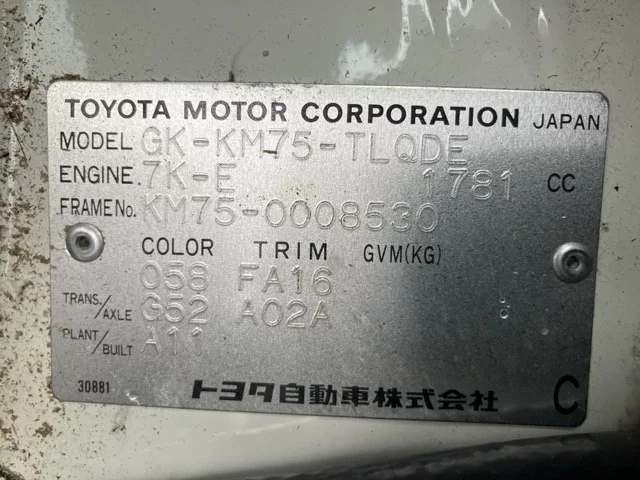 TOYOTA MOTOR CORPORATION JAPAN
MODEL GK-KM75-TLQDE
ENGINE 7K-E 1781 CC
FRAME No. KM75-0008530
COLOR TRIM GVM(KG)
058 FA16
TRANS./AXLE G52 A02A
PLANT/BUILT A11
30881 トヨタ自動車株式会社 C